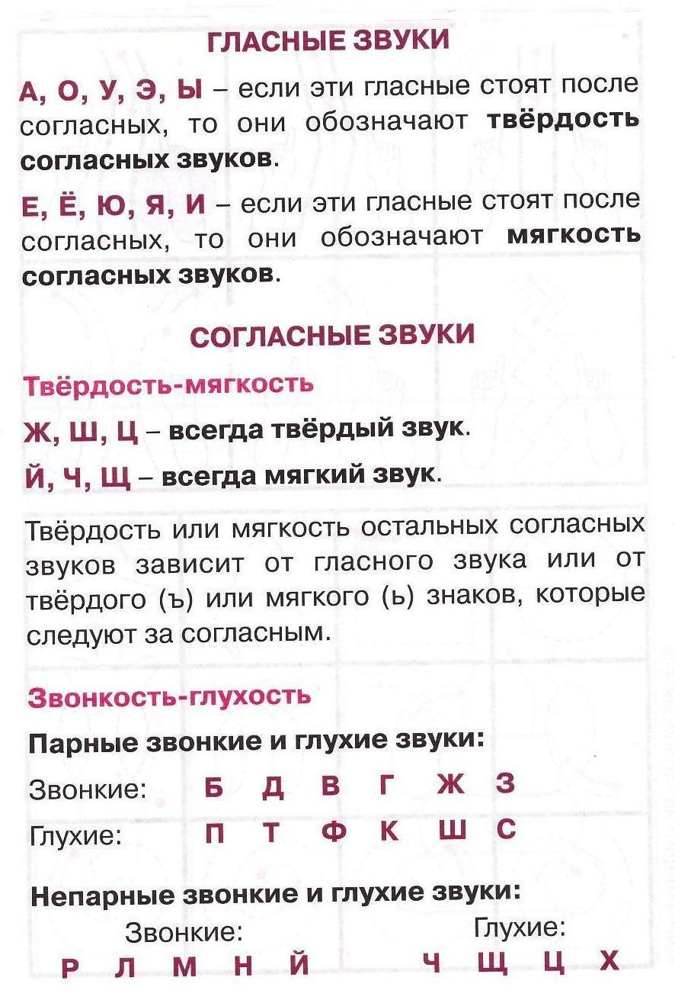 ГЛАСНЫЕ ЗВУКИ
А, О, У, Э, Ы – если эти гласные стоят после
согласных, то они обозначают твёрдость
согласных звуков.
Е, Ё, Ю, Я, И – если эти гласные стоят после
согласных, то они обозначают мягкость
согласных звуков.
СОГЛАСНЫЕ ЗВУКИ
Твёрдость-мягкость
Ж, Ш, Ц – всегда твёрдый звук.
Й, Ч, Щ – всегда мягкий звук.
Твёрдость или мягкость остальных согласных
звуков зависит от гласного звука или от
твёрдого (ъ) или мягкого (ь) знаков, которые
следуют за согласным.
Звонкость-глухость
Парные звонкие и глухие звуки:
Звонкие: Б Д В Г Ж З
Глухие: П Т Ф К Ш С
Непарные звонкие и глухие звуки:
Звонкие: Глухие:
Р Л М Н Й Ч Щ Ц Х